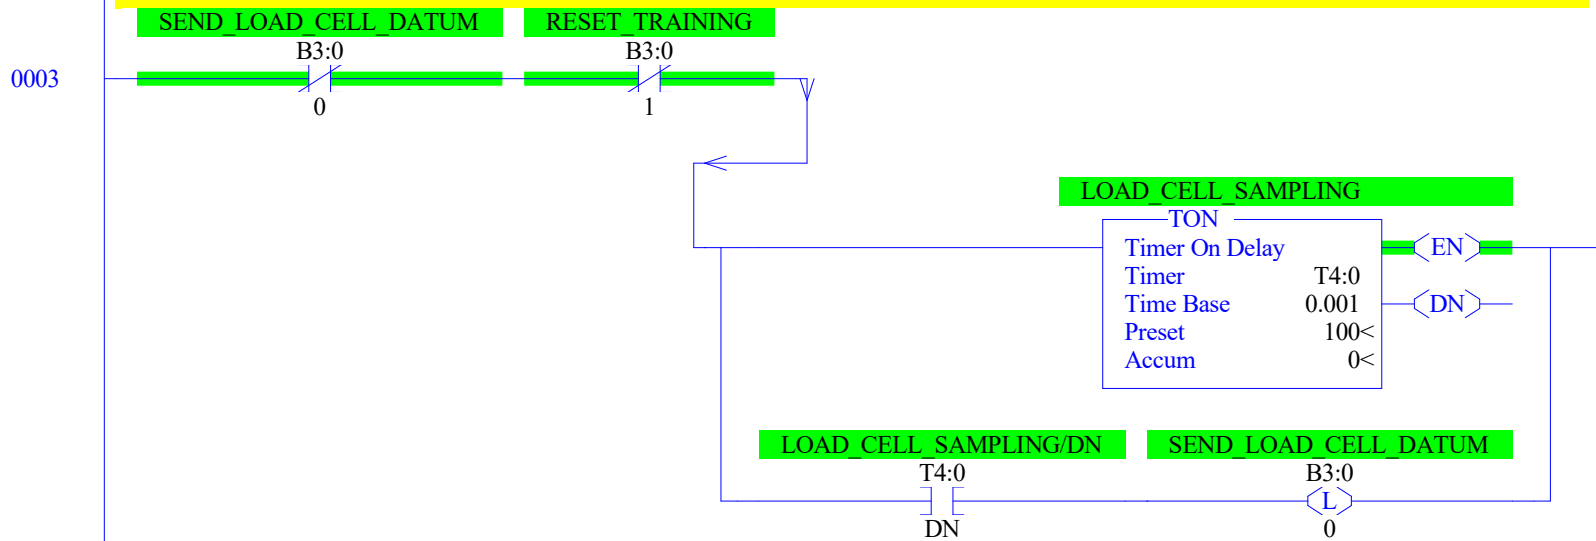 SEND_LOAD_CELL_DATUM RESET_TRAINING
B3:0 B3:0
0003
0 1
LOAD_CELL_SAMPLING
TON
Timer On Delay EN
Timer T4:0
Time Base 0.001 DN
Preset 100<
Accum 0<
LOAD_CELL_SAMPLING/DN SEND_LOAD_CELL_DATUM
T4:0 B3:0
L
DN 0